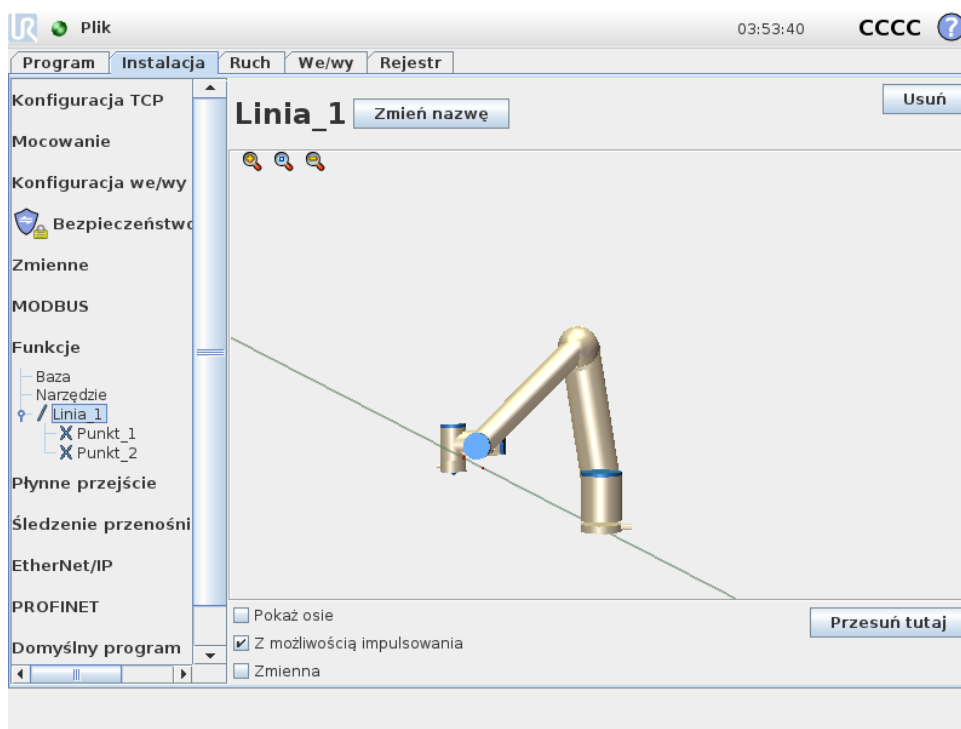 UR Plik 03:53:40 CCCC ?
Program Instalacja Ruch We/wy Rejestr
Konfiguracja TCP
Mocowanie
Konfiguracja we/wy
Bezpieczeństwo
Zmienne
MODBUS
Funkcje
Baza
Narzędzie
Linia_1
Punkt_1
Punkt_2
Płynne przejście
Śledzenie przenośni
EtherNet/IP
PROFINET
Domyślny program
Linia_1 Zmień nazwę Usuń
Pokaż osie
Z możliwością impulsowania
Zmienna
Przesuń tutaj